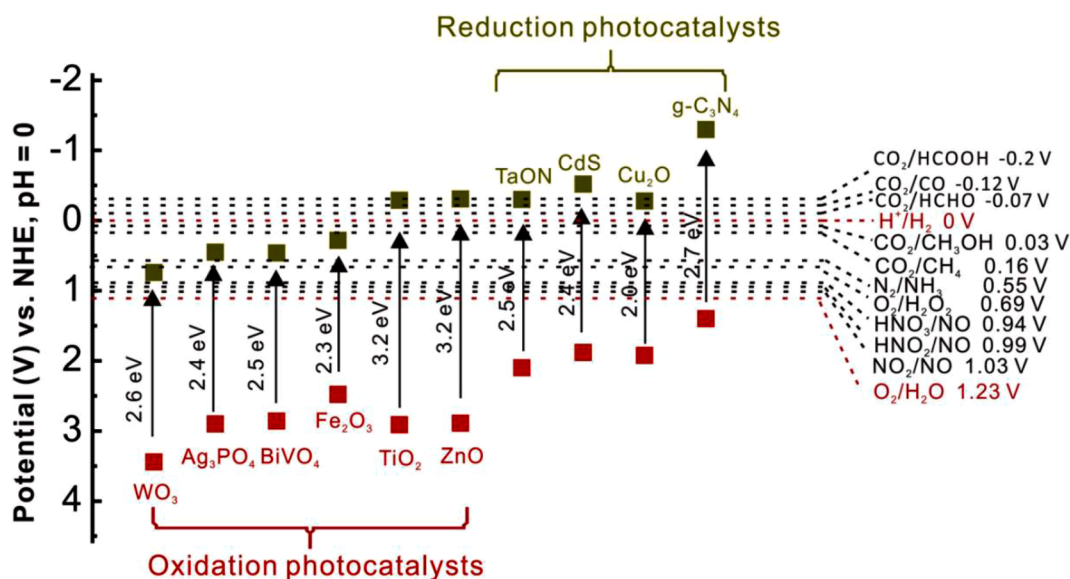 Reduction photocatalysts
Potential (V) vs. NHE, pH = 0
-2
-1
0
1
2
3
4
g-C₃N₄
TaON
CdS
Cu₂O
2.6 eV
2.4 eV
2.5 eV
2.3 eV
3.2 eV
3.2 eV
2.5 eV
2.4 eV
2.0 eV
2.7 eV
WO₃
Ag₃PO₄
BiVO₄
Fe₂O₃
TiO₂
ZnO
CO₂/HCOOH -0.2 V
CO₂/CO -0.12 V
CO₂/HCHO -0.07 V
H⁺/H₂ 0 V
CO₂/CH₃OH 0.03 V
CO₂/CH₄ 0.16 V
N₂/NH₃ 0.55 V
O₂/H₂O₂ 0.69 V
HNO₃/NO 0.94 V
HNO₂/NO 0.99 V
NO₂/NO 1.03 V
O₂/H₂O 1.23 V
Oxidation photocatalysts